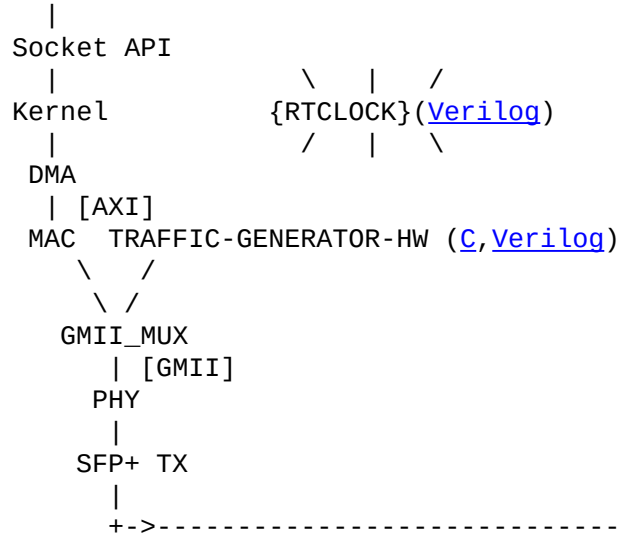 |
Socket API
| \ | /
Kernel {RTCLOCK}(Verilog)
| / | \
DMA
| [AXI]
MAC TRAFFIC-GENERATOR-HW (C,Verilog)
\ /
\ /
GMII_MUX
| [GMII]
PHY
|
SFP+ TX
|
+->-----------------------------